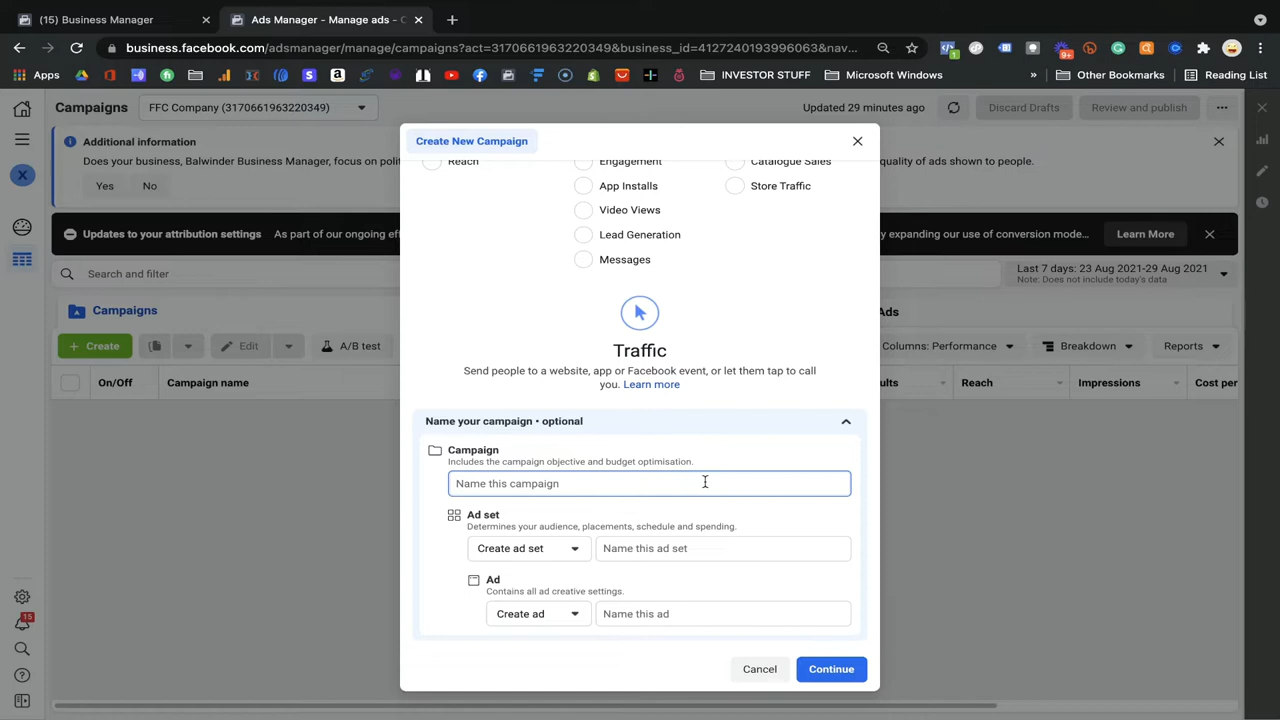 (15) Business Manager
Ads Manager - Manage ads - C
business.facebook.com/adsmanager/manage/campaigns?act=3170661963220349&business_id=4127240193996063&nav...
Apps
INVESTOR STUFF
Microsoft Windows
»
Other Bookmarks
Reading List
Campaigns
FFC Company (3170661963220349)
Updated 29 minutes ago
Discard Drafts
Review and publish
Additional information
Does your business, Balwinder Business Manager, focus on polit
quality of ads shown to people.
Yes
No
Updates to your attribution settings
As part of our ongoing eff
y expanding our use of conversion mode...
Learn More
Search and filter
Last 7 days: 23 Aug 2021-29 Aug 2021
Note: Does not include today's data
Campaigns
Ads
+ Create
Edit
A/B test
Columns: Performance
Breakdown
Reports
On/Off
Campaign name
ults
Reach
Impressions
Cost per
Create New Campaign
Reach
Engagement
Catalogue Sales
App Installs
Store Traffic
Video Views
Lead Generation
Messages
Traffic
Send people to a website, app or Facebook event, or let them tap to call
you. Learn more
Name your campaign • optional
Campaign
Includes the campaign objective and budget optimisation.
Name this campaign
Ad set
Determines your audience, placements, schedule and spending.
Create ad set
Name this ad set
Ad
Contains all ad creative settings.
Create ad
Name this ad
Cancel
Continue
X
15